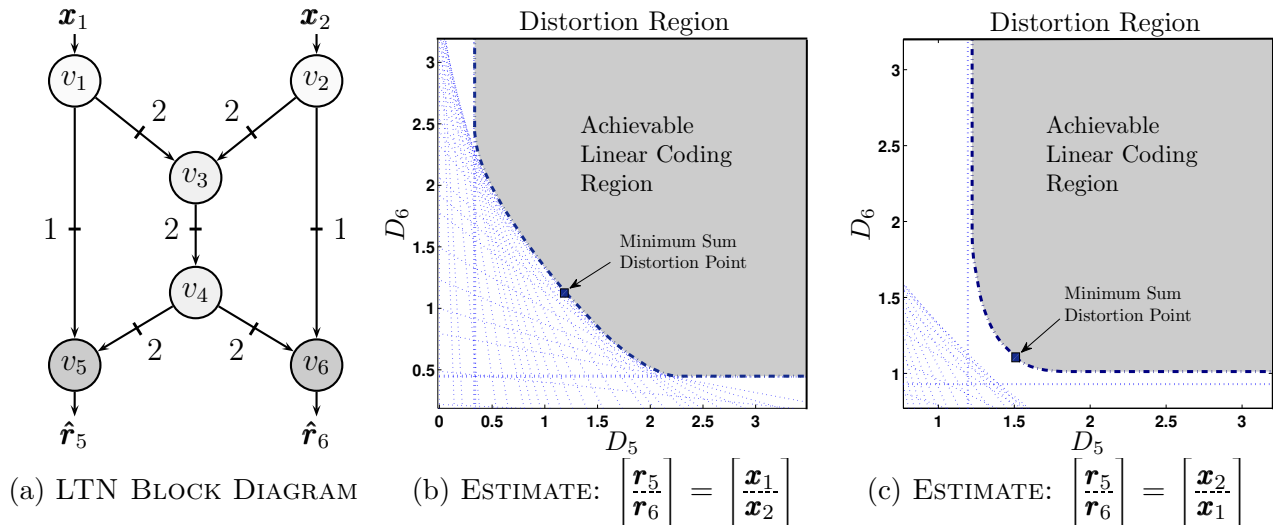 x₁ x₂
v₁ v₂
2 2
v₃
1 2 1
v₄
2 2
v₅ v₆
r̂₅ r̂₆
(a) LTN BLOCK DIAGRAM
Distortion Region
D₆
3
2.5
2
1.5
1
0.5
0 0.5 1 1.5 2 2.5 3
D₅
Achievable
Linear Coding
Region
Minimum Sum
Distortion Point
(b) ESTIMATE: [r₅ / r₆] = [x₁ / x₂]
Distortion Region
D₆
3
2.5
2
1.5
1
1 1.5 2 2.5 3
D₅
Achievable
Linear Coding
Region
Minimum Sum
Distortion Point
(c) ESTIMATE: [r₅ / r₆] = [x₂ / x₁]